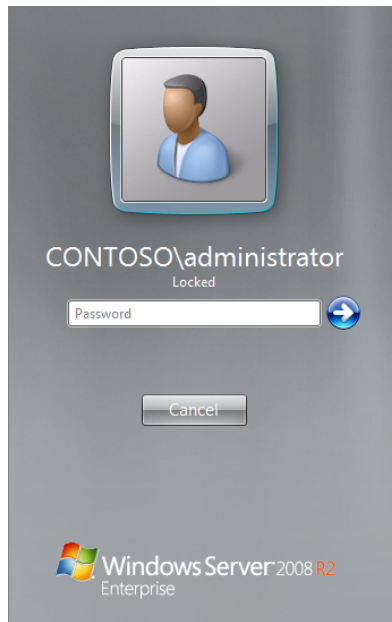 CONTOSO\administrator
Locked
Password
Cancel
Windows Server 2008 R2
Enterprise